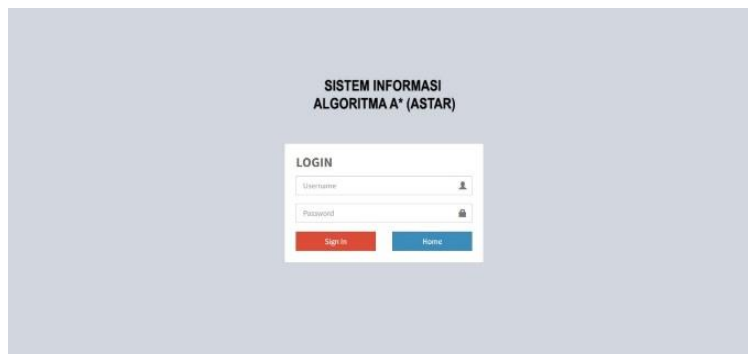 SISTEM INFORMASI
ALGORITMA A* (ASTAR)
LOGIN
Username
Password
Sign In
Home